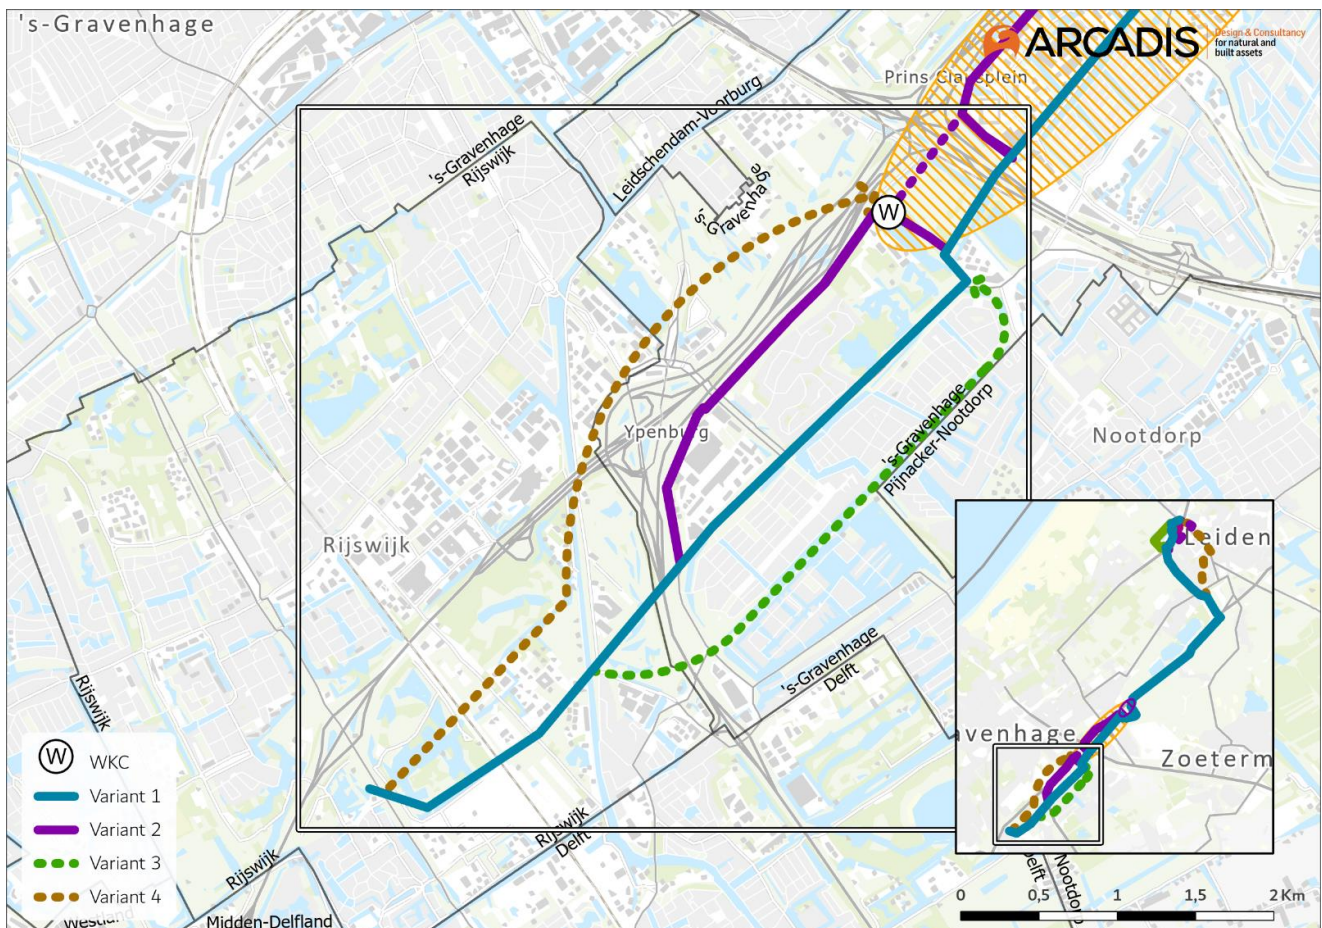 's-Gravenhage
ARCADIS
Design & Consultancy
for natural and
built assets
Prins Clausplein
Leidschendam-Voorburg
's-Gravenhage
Rijswijk
's-Gravenhage
W
's-Gravenhage
Pijnacker-Nootdorp
Nootdorp
Ypenburg
Rijswijk
Leiden
's-Gravenhage
Delft
avenhage
Zoeterm
Rijswijk
W WKC
Variant 1
Variant 2
Variant 3
Variant 4
Rijswijk
Delft
Rijswijk
Westland
Midden-Delfland
Delft
Nootdorp
0 0,5 1 1,5 2 Km